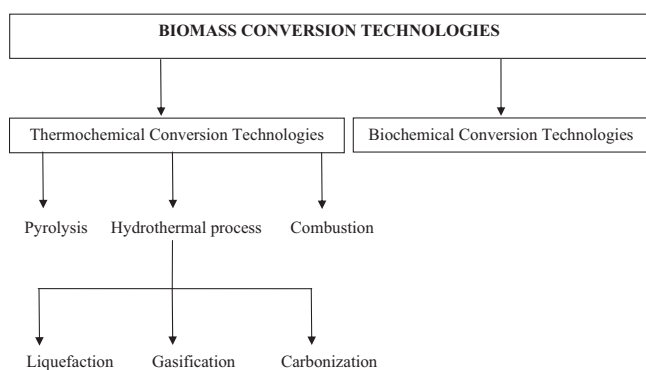 BIOMASS CONVERSION TECHNOLOGIES
Thermochemical Conversion Technologies
Biochemical Conversion Technologies
Pyrolysis
Hydrothermal process
Combustion
Liquefaction
Gasification
Carbonization